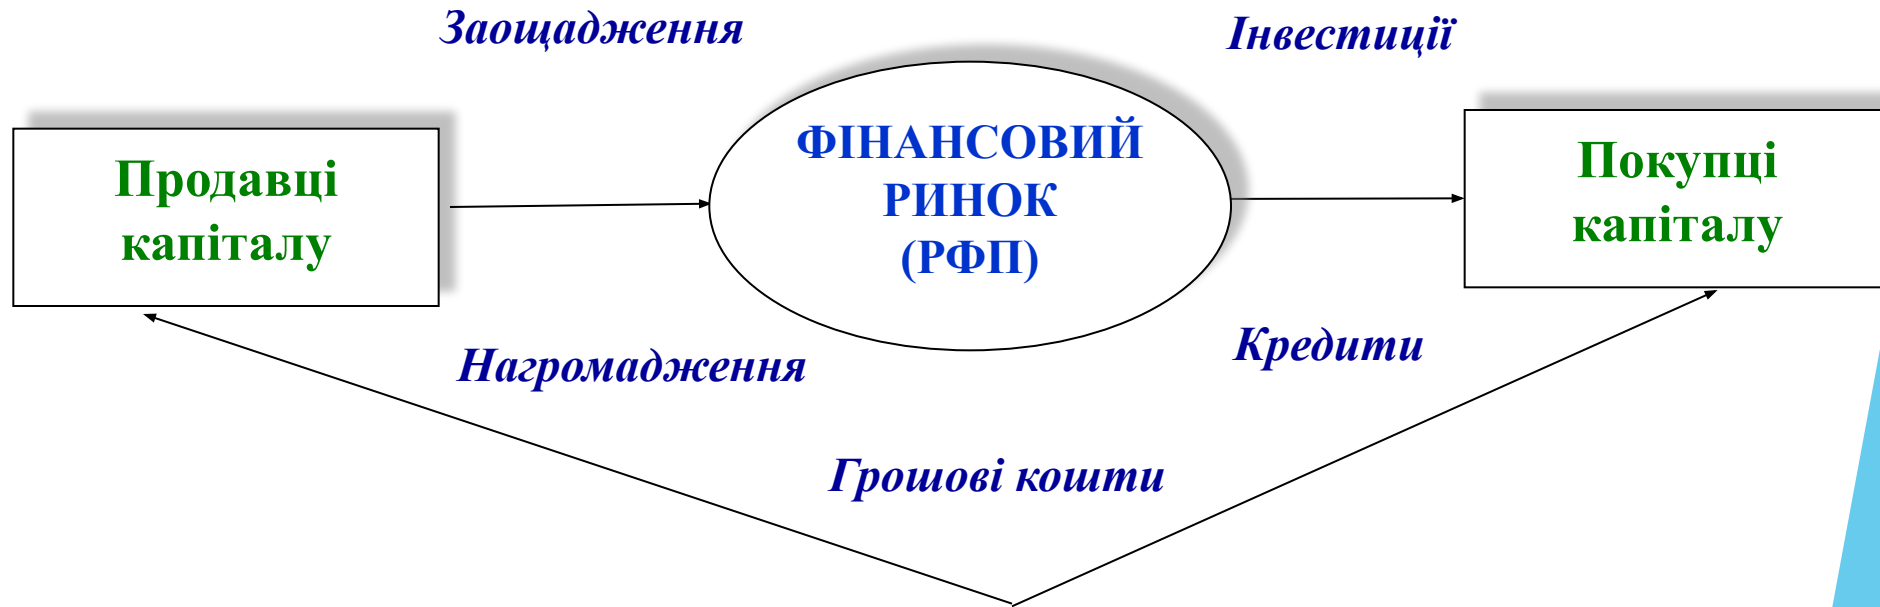 Заощадження
Інвестиції
Продавці
капіталу
ФІНАНСОВИЙ
РИНОК
(РФП)
Покупці
капіталу
Нагромадження
Кредити
Грошові кошти